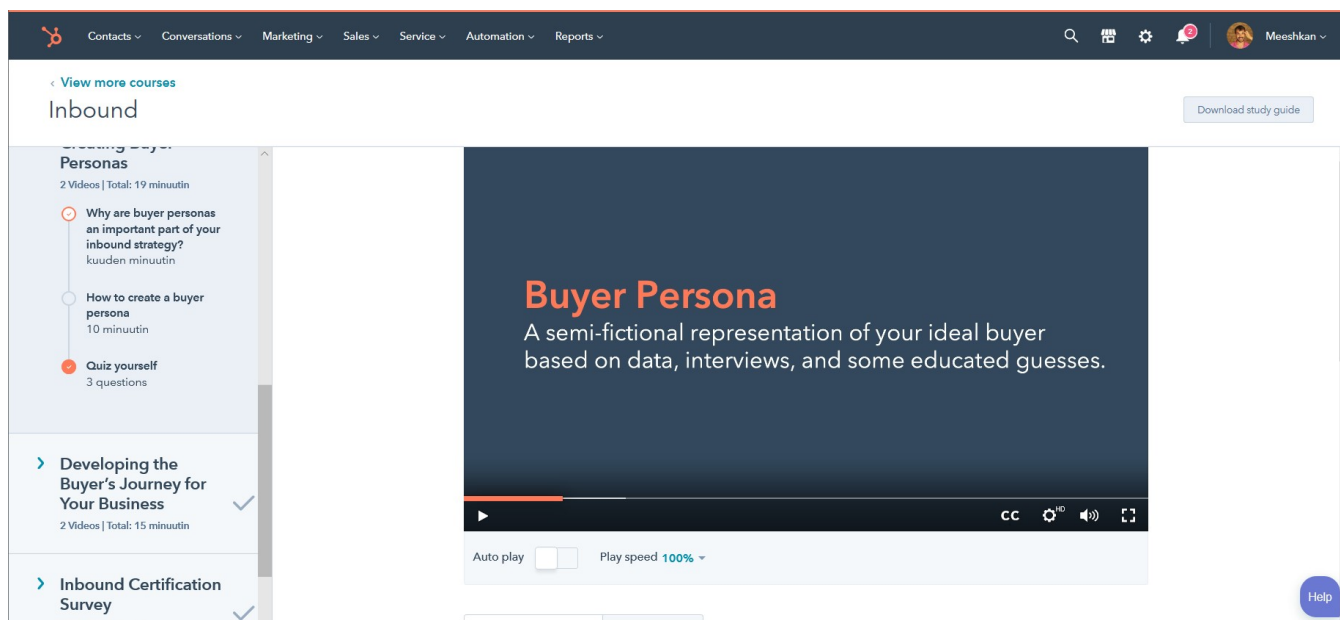 Contacts Conversations Marketing Sales Service Automation Reports 2 Meeshkan
View more courses
Inbound
Download study guide
Creating Buyer
Personas
2 Videos | Total: 19 minuutin
Why are buyer personas
an important part of your
inbound strategy?
kuuden minuutin
How to create a buyer
persona
10 minuutin
Quiz yourself
3 questions
Developing the
Buyer's Journey for
Your Business
2 Videos | Total: 15 minuutin
Inbound Certification
Survey
Buyer Persona
A semi-fictional representation of your ideal buyer
based on data, interviews, and some educated guesses.
CC HD
Auto play Play speed 100%
Help